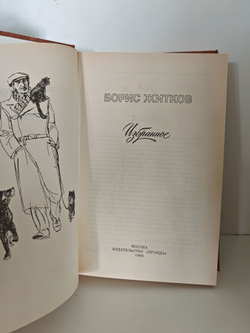 БОРИС ЖИТКОВ
Избранное
МОСКВА
ИЗДАТЕЛЬСТВО «ПРАВДА»